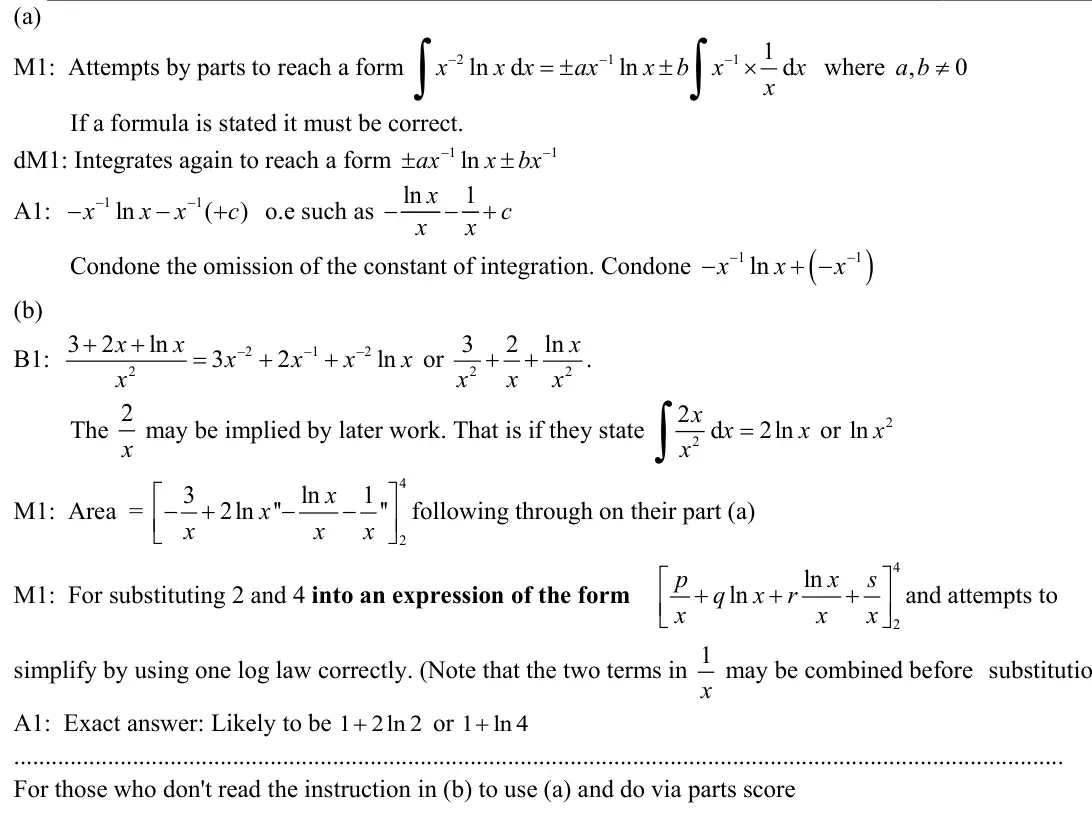 (a)
M1: Attempts by parts to reach a form ∫ x⁻² ln x dx = ±ax⁻¹ ln x ± b ∫ x⁻¹ × 1/x dx where a, b ≠ 0
If a formula is stated it must be correct.
dM1: Integrates again to reach a form ±ax⁻¹ ln x ± bx⁻¹
A1: −x⁻¹ ln x − x⁻¹ (+c) o.e such as − ln x/x − 1/x + c
Condone the omission of the constant of integration. Condone −x⁻¹ ln x + (−x⁻¹)
(b)
B1: (3 + 2x + ln x)/x² = 3x⁻² + 2x⁻¹ + x⁻² ln x or 3/x² + 2/x + ln x/x² .
The 2/x may be implied by later work. That is if they state ∫ 2x/x² dx = 2 ln x or ln x²
M1: Area = [− 3/x + 2 ln x "− ln x/x − 1/x "]₂⁴ following through on their part (a)
M1: For substituting 2 and 4 into an expression of the form [p/x + q ln x + r ln x/x + s/x]₂⁴ and attempts to
simplify by using one log law correctly. (Note that the two terms in 1/x may be combined before substitutio
A1: Exact answer: Likely to be 1 + 2 ln 2 or 1 + ln 4
................................................................................
For those who don't read the instruction in (b) to use (a) and do via parts score